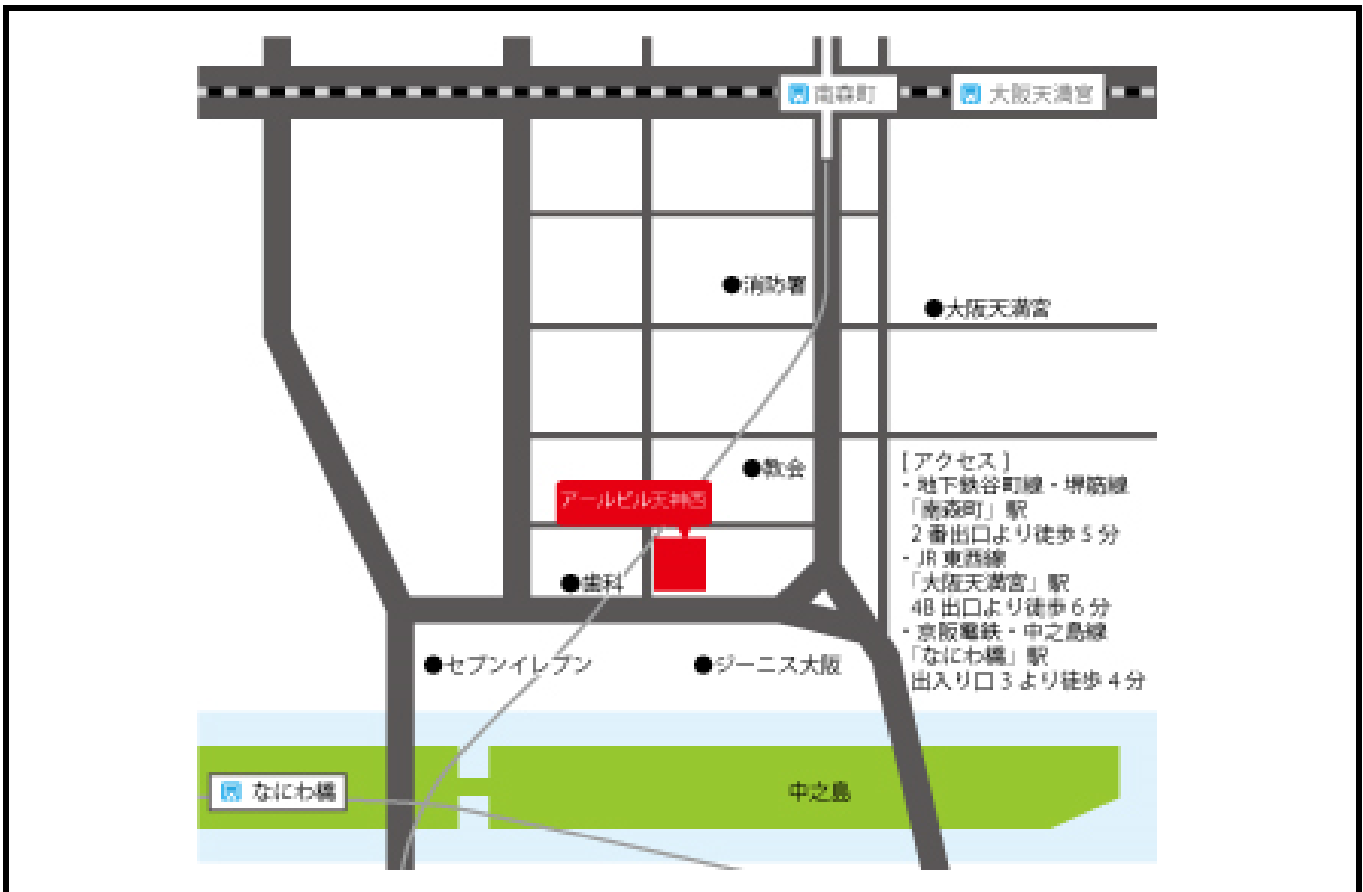 南森町
大阪天満宮
●消防署
●大阪天満宮
●教会
アールビル天神西
●歯科
[アクセス]
・地下鉄谷町線・堺筋線
「南森町」駅
2番出口より徒歩5分
・JR東西線
「大阪天満宮」駅
4B出口より徒歩6分
・京阪電鉄・中之島線
「なにわ橋」駅
出入り口3より徒歩4分
●セブンイレブン
●ジーニス大阪
なにわ橋
中之島